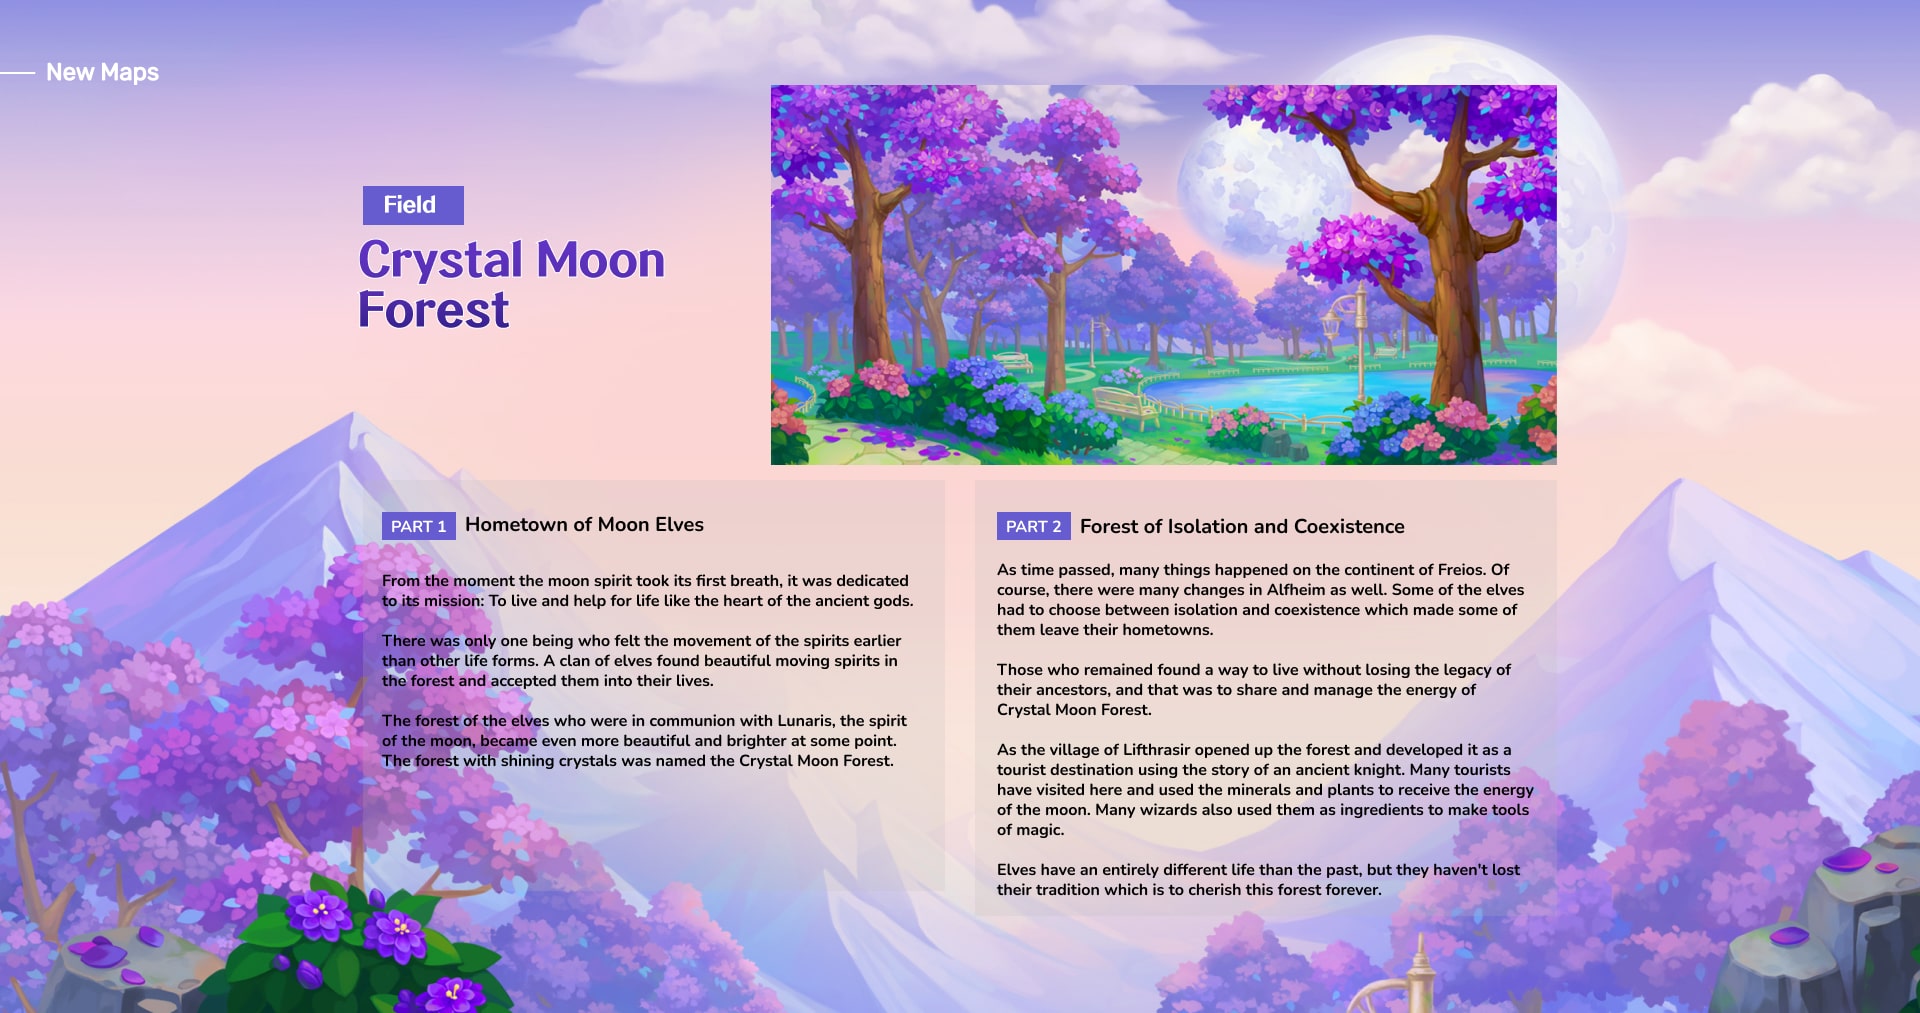 New Maps
Field
Crystal Moon
Forest
PART 1 Hometown of Moon Elves
From the moment the moon spirit took its first breath, it was dedicated
to its mission: To live and help for life like the heart of the ancient gods.
There was only one being who felt the movement of the spirits earlier
than other life forms. A clan of elves found beautiful moving spirits in
the forest and accepted them into their lives.
The forest of the elves who were in communion with Lunaris, the spirit
of the moon, became even more beautiful and brighter at some point.
The forest with shining crystals was named the Crystal Moon Forest.
PART 2 Forest of Isolation and Coexistence
As time passed, many things happened on the continent of Freios. Of
course, there were many changes in Alfheim as well. Some of the elves
had to choose between isolation and coexistence which made some of
them leave their hometowns.
Those who remained found a way to live without losing the legacy of
their ancestors, and that was to share and manage the energy of
Crystal Moon Forest.
As the village of Lifthrasir opened up the forest and developed it as a
tourist destination using the story of an ancient knight. Many tourists
have visited here and used the minerals and plants to receive the energy
of the moon. Many wizards also used them as ingredients to make tools
of magic.
Elves have an entirely different life than the past, but they haven't lost
their tradition which is to cherish this forest forever.